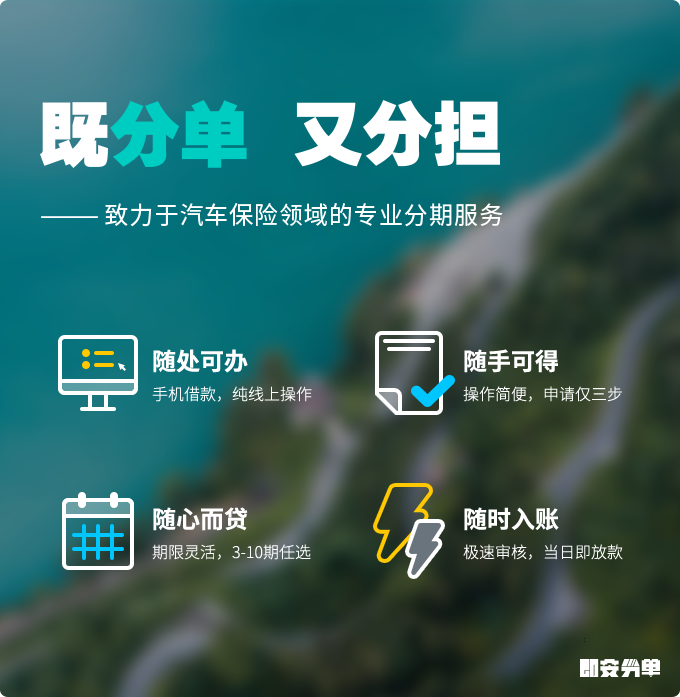 既分单 又分担
—— 致力于汽车保险领域的专业分期服务
随处可办
手机借款，纯线上操作
随手可得
操作简便，申请仅三步
随心而贷
期限灵活，3-10期任选
随时入账
极速审核，当日即放款
即安分单